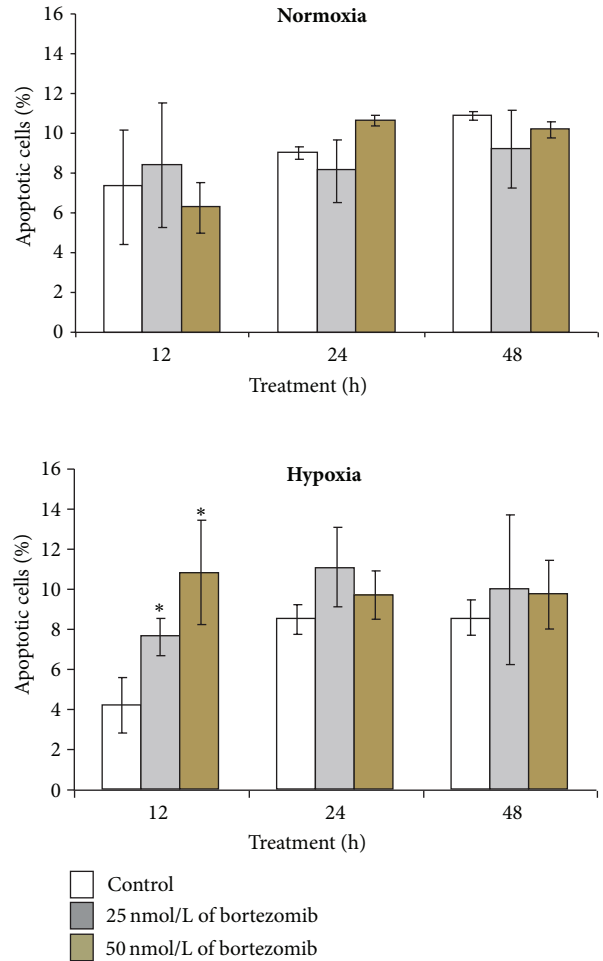 Normoxia
16
14
12
10
8
6
4
2
0
Apoptotic cells (%)
12 24 48
Treatment (h)
Hypoxia
16
14
12
10
8
6
4
2
0
Apoptotic cells (%)
*
*
12 24 48
Treatment (h)
Control
25 nmol/L of bortezomib
50 nmol/L of bortezomib